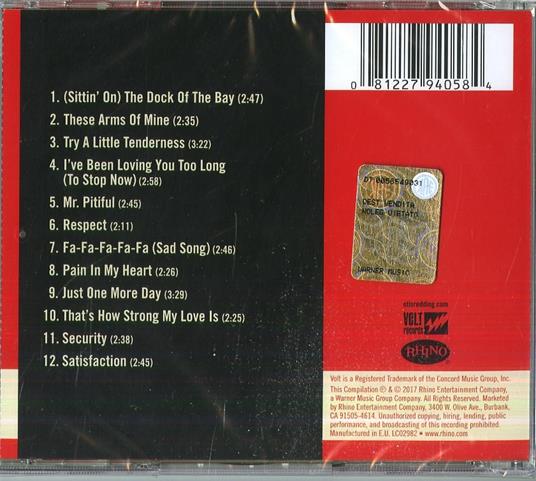 1. (Sittin' On) The Dock Of The Bay (2:47)
2. These Arms Of Mine (2:35)
3. Try A Little Tenderness (3:22)
4. I've Been Loving You Too Long
(To Stop Now) (2:58)
5. Mr. Pitiful (2:45)
6. Respect (2:11)
7. Fa-Fa-Fa-Fa-Fa (Sad Song) (2:46)
8. Pain In My Heart (2:26)
9. Just One More Day (3:29)
10. That's How Strong My Love Is (2:25)
11. Security (2:38)
12. Satisfaction (2:45)
0 81227 94058 4
DT 0056549031
DEST VENDITA
NOLEG VIETATO
WARNER MUSIC
otisredding.com
VOLT
records
RHINO
Volt is a Registered Trademark of the Concord Music Group, Inc.
This Compilation ℗ & © 2017 Rhino Entertainment Company,
a Warner Music Group Company. All Rights Reserved. Marketed
by Rhino Entertainment Company, 3400 W. Olive Ave., Burbank,
CA 91505-4614. Unauthorized copying, hiring, lending, public
performance, and broadcasting of this recording prohibited.
Manufactured in E.U. LC02982 • www.rhino.com